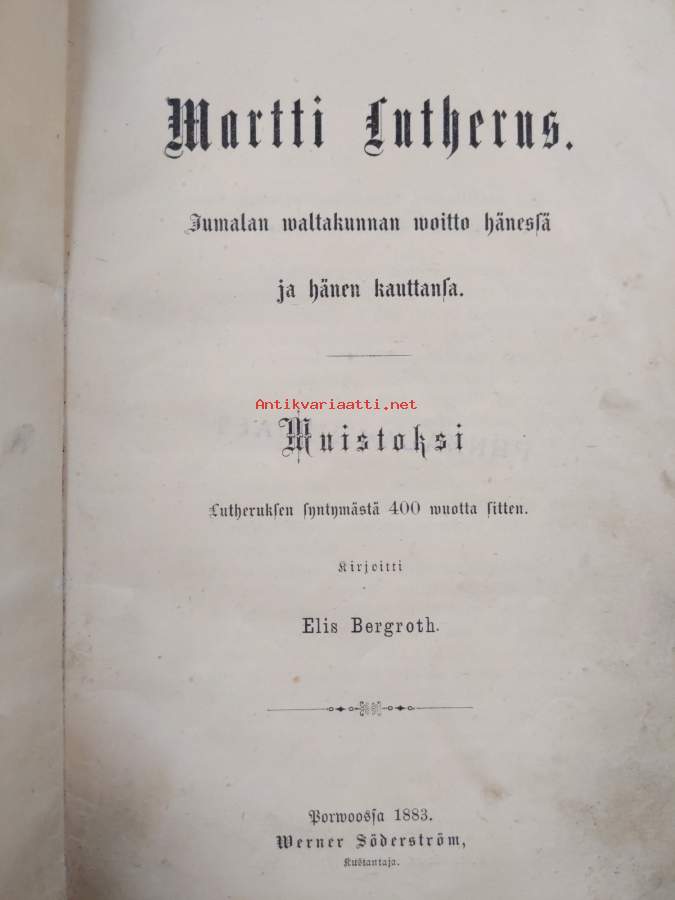 Martti Lutherus.
Jumalan waltakunnan woitto hänessä
ja hänen kauttansa.
Antikvariaatti.net
Muistoksi
Lutheruksen syntymästä 400 wuotta sitten.
Kirjoitti
Elis Bergroth.
Porwoossa 1883.
Werner Söderström,
Kustantaja.